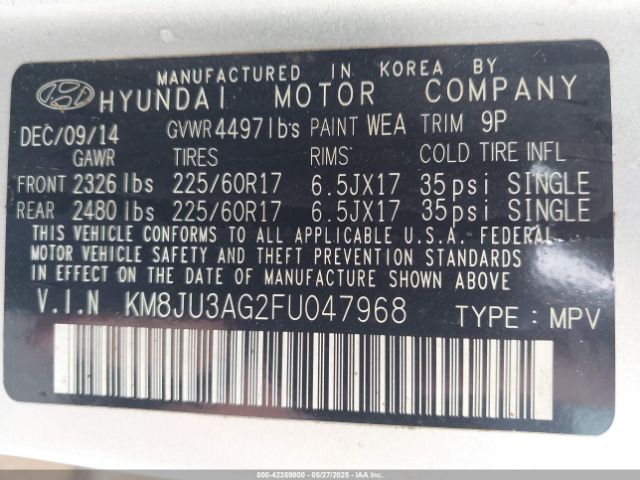 MANUFACTURED IN KOREA BY
HYUNDAI MOTOR COMPANY
DEC/09/14 GVWR 4497lbs PAINT WEA TRIM 9P
GAWR TIRES RIMS COLD TIRE INFL
FRONT 2326 lbs 225/60R17 6.5JX17 35psi SINGLE
REAR 2480 lbs 225/60R17 6.5JX17 35psi SINGLE
THIS VEHICLE CONFORMS TO ALL APPLICABLE U.S.A. FEDERAL
MOTOR VEHICLE SAFETY AND THEFT PREVENTION STANDARDS
IN EFFECT ON THE DATE OF MANUFACTURE SHOWN ABOVE.
V.I.N KM8JU3AG2FU047968 TYPE : MPV
000-42359800 05/27/2025 Copyright IAA, LLC